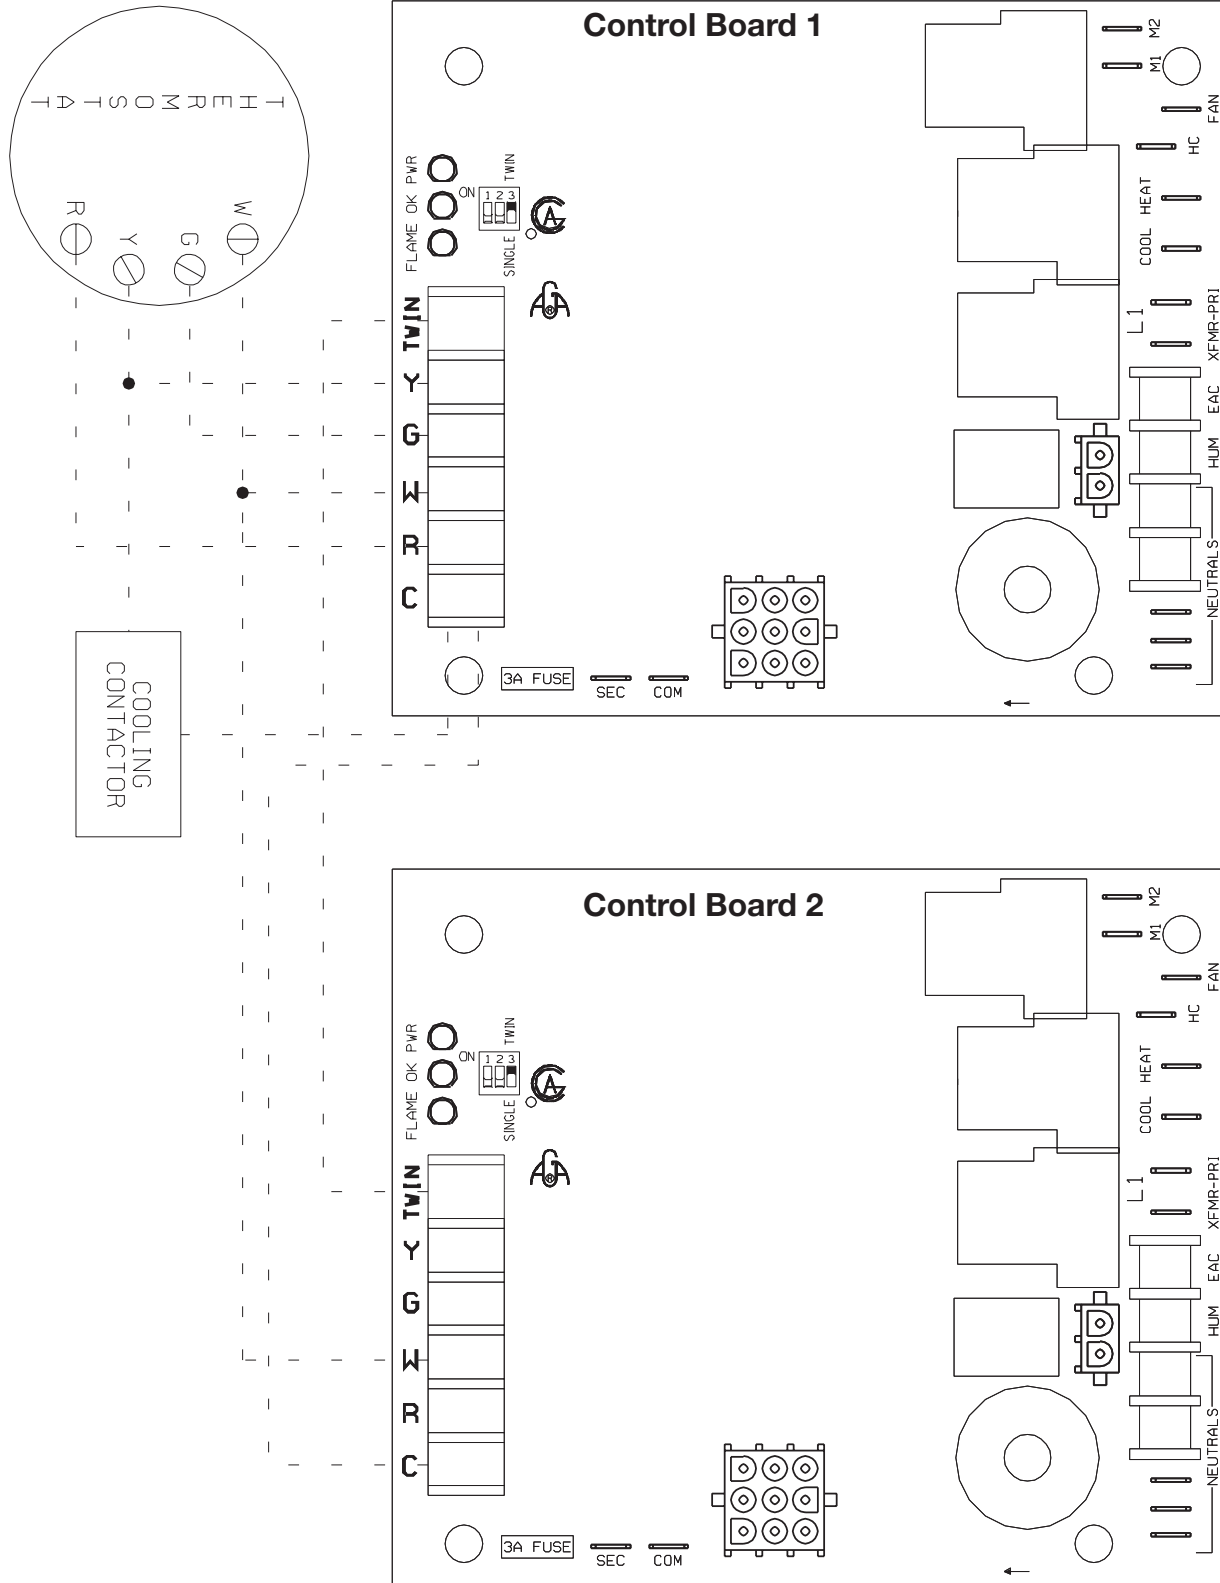 Control Board 1
THERMOSTAT
R
Y
G
W
PWR
OK
FLAME
ON
1 2 3
TWIN
SINGLE
TWIN
Y
G
W
R
C
3A FUSE
SEC
COM
M2
M1
FAN
HC
HEAT
COOL
L1
XFMR-PRI
EAC
HUM
NEUTRALS
COOLING
CONTACTOR
Control Board 2
PWR
OK
FLAME
ON
1 2 3
TWIN
SINGLE
TWIN
Y
G
W
R
C
3A FUSE
SEC
COM
M2
M1
FAN
HC
HEAT
COOL
L1
XFMR-PRI
EAC
HUM
NEUTRALS